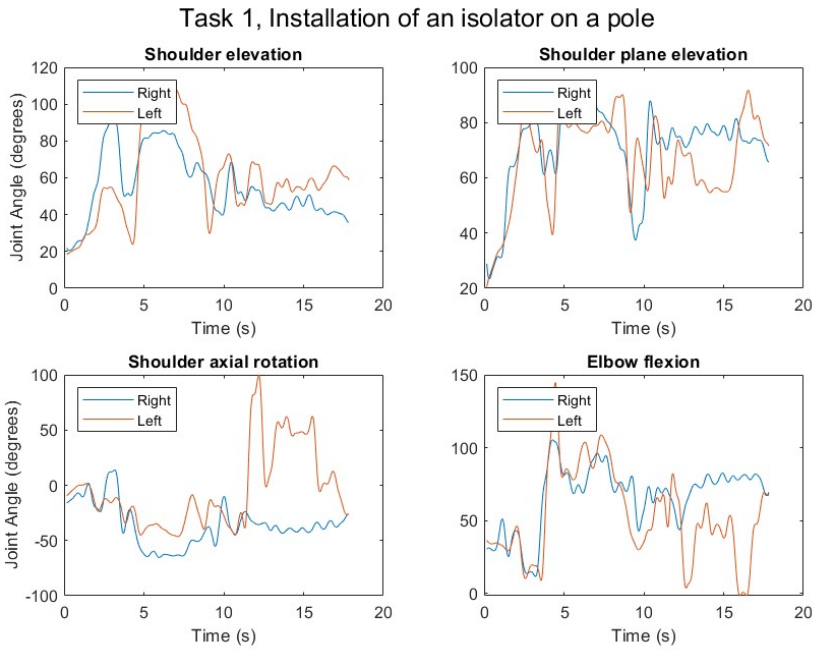 Task 1, Installation of an isolator on a pole
Shoulder elevation
120
100
80
60
40
20
0
Joint Angle (degrees)
Right
Left
0 5 10 15 20
Time (s)
Shoulder plane elevation
100
80
60
40
20
Right
Left
0 5 10 15 20
Time (s)
Shoulder axial rotation
100
50
0
-50
-100
Joint Angle (degrees)
Right
Left
0 5 10 15 20
Time (s)
Elbow flexion
150
100
50
0
Right
Left
0 5 10 15 20
Time (s)